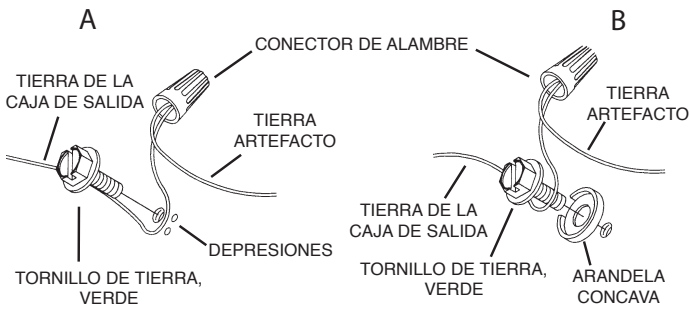 A
B
CONECTOR DE ALAMBRE
TIERRA DE LA
CAJA DE SALIDA
TIERRA
ARTEFACTO
DEPRESIONES
TORNILLO DE TIERRA,
VERDE
TIERRA
ARTEFACTO
TIERRA DE LA
CAJA DE SALIDA
TORNILLO DE TIERRA,
VERDE
ARANDELA
CONCAVA